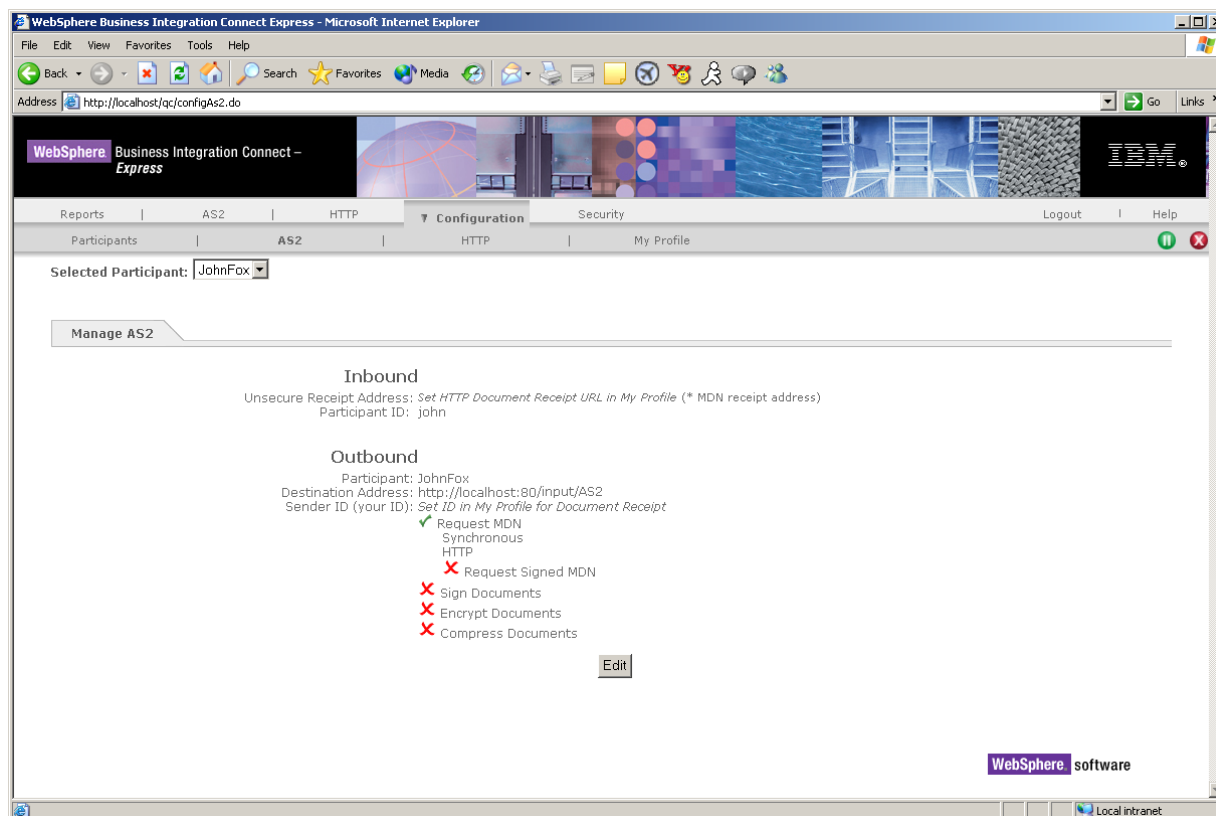 WebSphere Business Integration Connect Express - Microsoft Internet Explorer
File Edit View Favorites Tools Help
Back Search Favorites Media
Address http://localhost/qc/configAs2.do Go Links
WebSphere. Business Integration Connect –
Express
IBM®
Reports | AS2 | HTTP Configuration Security Logout | Help
Participants | AS2 | HTTP | My Profile
Selected Participant: JohnFox
Manage AS2
Inbound
Unsecure Receipt Address: Set HTTP Document Receipt URL in My Profile (* MDN receipt address)
Participant ID: john
Outbound
Participant: JohnFox
Destination Address: http://localhost:80/input/AS2
Sender ID (your ID): Set ID in My Profile for Document Receipt
Request MDN
Synchronous
HTTP
Request Signed MDN
Sign Documents
Encrypt Documents
Compress Documents
Edit
WebSphere. software
Local intranet